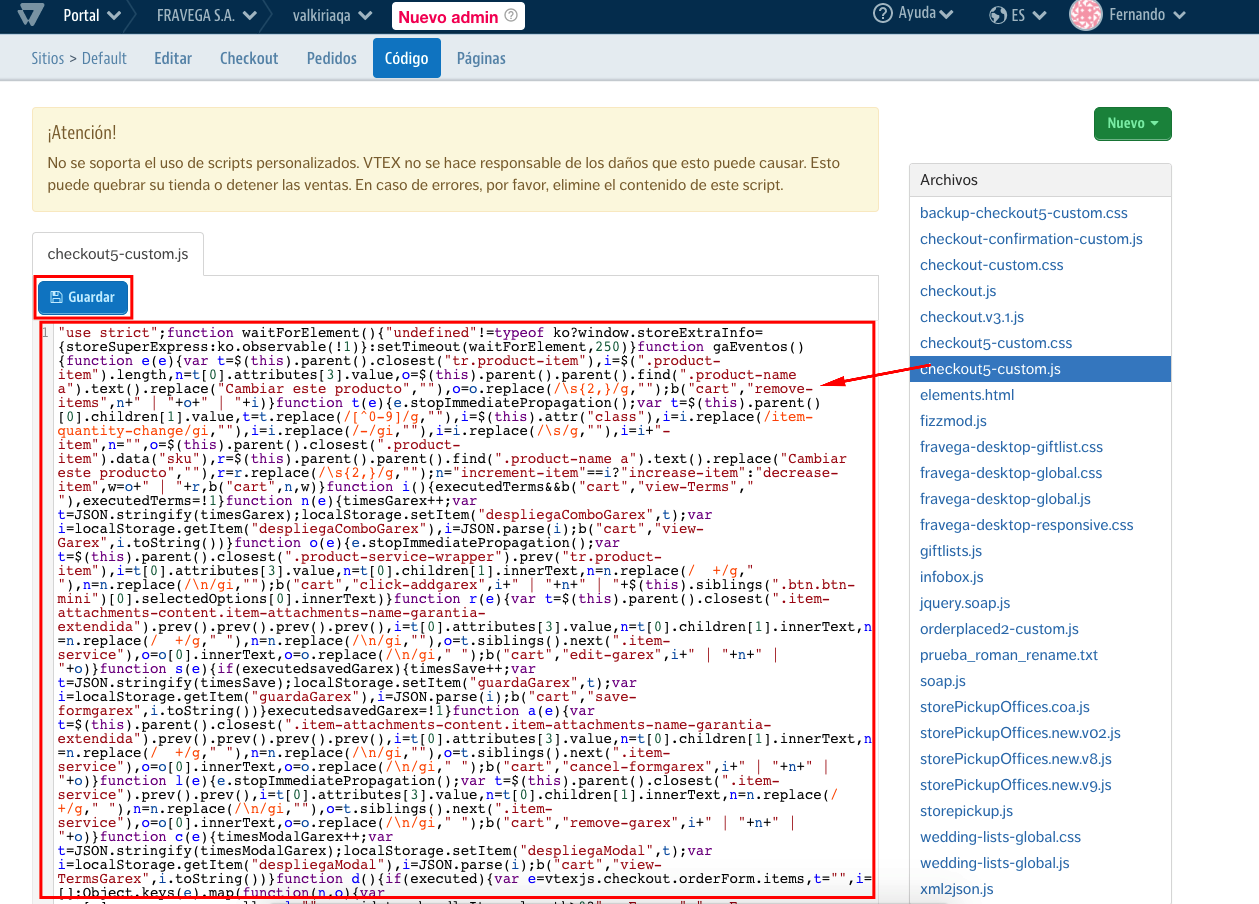 Portal
FRAVEGA S.A.
valkiriaqa
Nuevo admin
Ayuda
ES
Fernando
Sitios > Default
Editar
Checkout
Pedidos
Código
Páginas
¡Atención!
No se soporta el uso de scripts personalizados. VTEX no se hace responsable de los daños que esto puede causar. Esto
puede quebrar su tienda o detener las ventas. En caso de errores, por favor, elimine el contenido de este script.
checkout5-custom.js
Guardar
1 "use strict";function waitForElement(){"undefined"!=typeof ko?window.storeExtraInfo=
{storeSuperExpress:ko.observable(!1)}:setTimeout(waitForElement,250)}function gaEventos()
{function e(e){var t=$(this).parent().closest("tr.product-item"),i=$(".product-
item").length,n=t[0].attributes[3].value,o=$(this).parent().parent().find(".product-name
a").text().replace("Cambiar este producto",""),o=o.replace(/\s{2,}/g,"");b("cart","remove-
items",n+" | "+o+" | "+i)}function t(e){e.stopImmediatePropagation();var t=$(this).parent()
[0].children[1].value,t=t.replace(/[^0-9]/g,""),i=$(this).attr("class"),i=i.replace(/item-
quantity-change/gi,""),i=i.replace(/-/gi,""),i=i.replace(/\s/g,""),i=i+"-
item",n="",o=$(this).parent().closest(".product-
item").data("sku"),r=$(this).parent().parent().find(".product-name a").text().replace("Cambiar
este producto",""),r=r.replace(/\s{2,}/g,"");n="increment-item"==i?"increase-item":"decrease-
item",w=o+" | "+r,b("cart",n,w)}function i(){executedTerms&&b("cart","view-Terms","
"),executedTerms=!1}function n(e){timesGarex++;var
t=JSON.stringify(timesGarex);localStorage.setItem("despliegaComboGarex",t);var
i=localStorage.getItem("despliegaComboGarex"),i=JSON.parse(i);b("cart","view-
Garex",i.toString())}function o(e){e.stopImmediatePropagation();var
t=$(this).parent().closest(".product-service-wrapper").prev("tr.product-
item"),i=t[0].attributes[3].value,n=t[0].children[1].innerText,n=n.replace(/  +/g,"
"),n=n.replace(/\n/gi,"");b("cart","click-addgarex",i+" | "+n+" | "+$(this).siblings(".btn.btn-
mini")[0].selectedOptions[0].innerText)}function r(e){var t=$(this).parent().closest(".item-
attachments-content.item-attachments-name-garantia-
extendida").prev().prev().prev().prev(),i=t[0].attributes[3].value,n=t[0].children[1].innerText,n
=n.replace(/  +/g," "),n=n.replace(/\n/gi,""),o=t.siblings().next(".item-
service"),o=o[0].innerText,o=o.replace(/\n/gi," ");b("cart","edit-garex",i+" | "+n+" |
"+o)}function s(e){if(executedsavedGarex){timesSave++;var
t=JSON.stringify(timesSave);localStorage.setItem("guardaGarex",t);var
i=localStorage.getItem("guardaGarex"),i=JSON.parse(i);b("cart","save-
formgarex",i.toString())}executedsavedGarex=!1}function a(e){var
t=$(this).parent().closest(".item-attachments-content.item-attachments-name-garantia-
extendida").prev().prev().prev().prev(),i=t[0].attributes[3].value,n=t[0].children[1].innerText,n
=n.replace(/  +/g," "),n=n.replace(/\n/gi,""),o=t.siblings().next(".item-
service"),o=o[0].innerText,o=o.replace(/\n/gi," ");b("cart","cancel-formgarex",i+" | "+n+" |
"+o)}function l(e){e.stopImmediatePropagation();var t=$(this).parent().closest(".item-
service").prev().prev(),i=t[0].attributes[3].value,n=t[0].children[1].innerText,n=n.replace(/
+/g," "),n=n.replace(/\n/gi,""),o=t.siblings().next(".item-
service"),o=o[0].innerText,o=o.replace(/\n/gi," ");b("cart","remove-garex",i+" | "+n+" |
"+o)}function c(e){timesModalGarex++;var
t=JSON.stringify(timesModalGarex);localStorage.setItem("despliegaModal",t);var
i=localStorage.getItem("despliegaModal"),i=JSON.parse(i);b("cart","view-
TermsGarex",i.toString())}function d(){if(executed){var e=vtexjs.checkout.orderForm.items,t="",i=
[];Object.keys(e).map(function(n,o){var
Nuevo
Archivos
backup-checkout5-custom.css
checkout-confirmation-custom.js
checkout-custom.css
checkout.js
checkout.v3.1.js
checkout5-custom.css
checkout5-custom.js
elements.html
fizzmod.js
fravega-desktop-giftlist.css
fravega-desktop-global.css
fravega-desktop-global.js
fravega-desktop-responsive.css
giftlists.js
infobox.js
jquery.soap.js
orderplaced2-custom.js
prueba_roman_rename.txt
soap.js
storePickupOffices.coa.js
storePickupOffices.new.v02.js
storePickupOffices.new.v8.js
storePickupOffices.new.v9.js
storepickup.js
wedding-lists-global.css
wedding-lists-global.js
xml2json.js